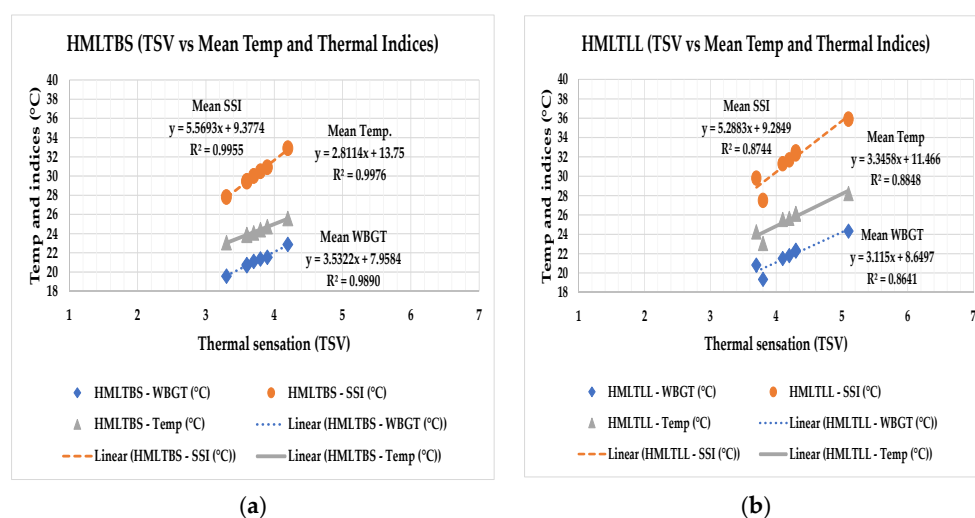 HMLTBS (TSV vs Mean Temp and Thermal Indices)
Temp and indices (°C)
40
38
36
34
32
30
28
26
24
22
20
18
Mean SSI
y = 5.5693x + 9.3774
R² = 0.9955
Mean Temp.
y = 2.8114x + 13.75
R² = 0.9976
Mean WBGT
y = 3.5322x + 7.9584
R² = 0.9890
1 2 3 4 5 6 7
Thermal sensation (TSV)
HMLTBS - WBGT (°C) HMLTBS - SSI (°C)
HMLTBS - Temp (°C) Linear (HMLTBS - WBGT (°C))
Linear (HMLTBS - SSI (°C)) Linear (HMLTBS - Temp (°C))
(a)
HMLTLL (TSV vs Mean Temp and Thermal Indices)
Temp and indices (°C)
40
38
36
34
32
30
28
26
24
22
20
18
Mean SSI
y = 5.2883x + 9.2849
R² = 0.8744
Mean Temp
y = 3.3458x + 11.466
R² = 0.8848
Mean WBGT
y = 3.115x + 8.6497
R² = 0.8641
1 2 3 4 5 6 7
Thermal sensation (TSV)
HMLTLL - WBGT (°C) HMLTLL - SSI (°C)
HMLTLL - Temp (°C) Linear (HMLTLL - WBGT (°C))
Linear (HMLTLL - SSI (°C)) Linear (HMLTLL - Temp (°C))
(b)